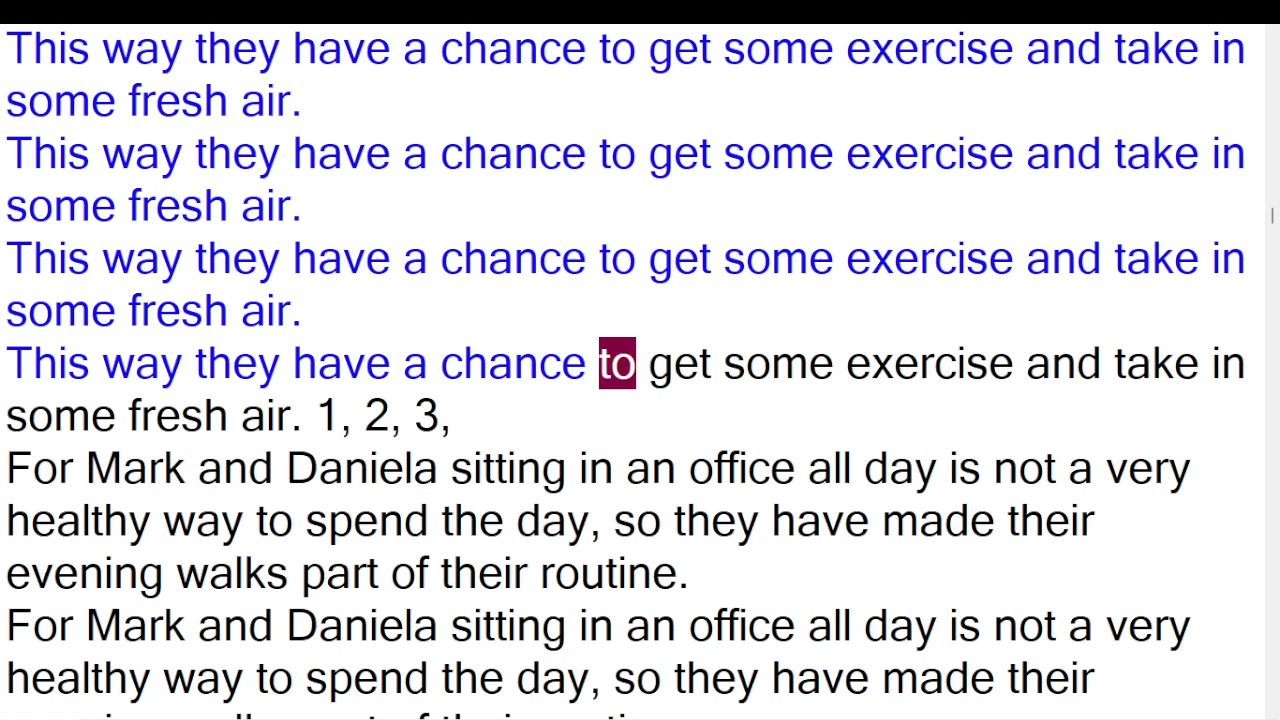 This way they have a chance to get some exercise and take in
some fresh air.
This way they have a chance to get some exercise and take in
some fresh air.
This way they have a chance to get some exercise and take in
some fresh air.
This way they have a chance to get some exercise and take in
some fresh air. 1, 2, 3,
For Mark and Daniela sitting in an office all day is not a very
healthy way to spend the day, so they have made their
evening walks part of their routine.
For Mark and Daniela sitting in an office all day is not a very
healthy way to spend the day, so they have made their